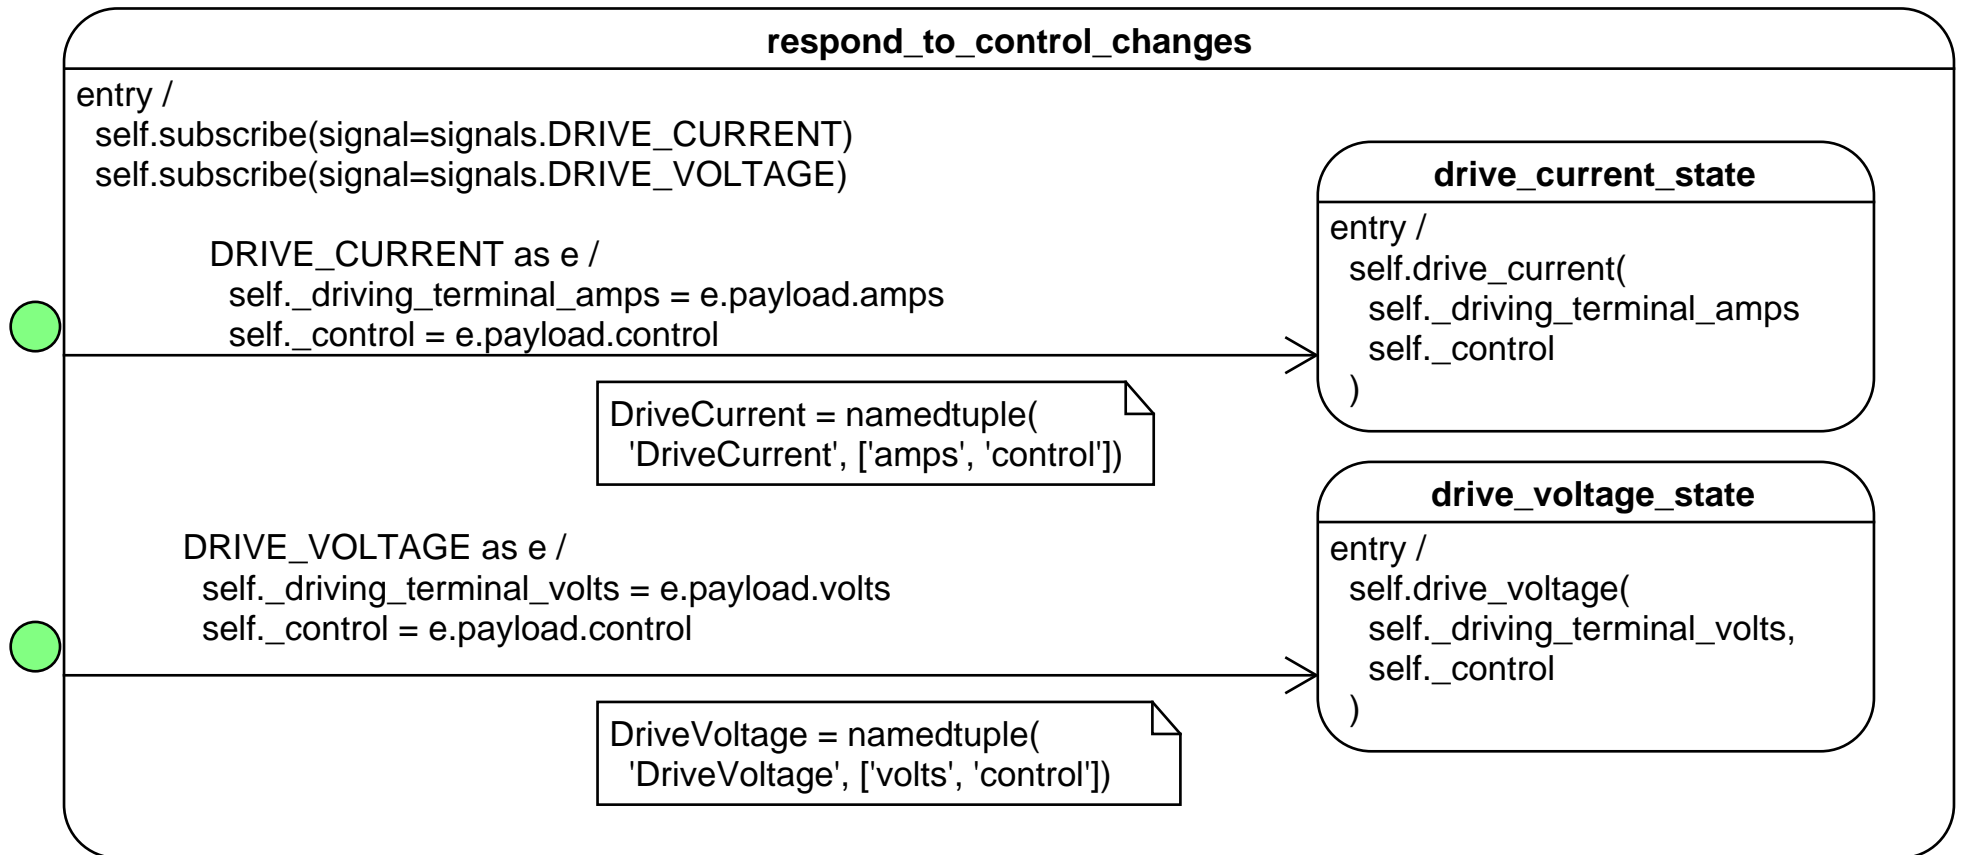 respond_to_control_changes
entry /
self.subscribe(signal=signals.DRIVE_CURRENT)
self.subscribe(signal=signals.DRIVE_VOLTAGE)
DRIVE_CURRENT as e /
self._driving_terminal_amps = e.payload.amps
self._control = e.payload.control
drive_current_state
entry /
self.drive_current(
self._driving_terminal_amps
self._control
)
DriveCurrent = namedtuple(
'DriveCurrent', ['amps', 'control'])
DRIVE_VOLTAGE as e /
self._driving_terminal_volts = e.payload.volts
self._control = e.payload.control
drive_voltage_state
entry /
self.drive_voltage(
self._driving_terminal_volts,
self._control
)
DriveVoltage = namedtuple(
'DriveVoltage', ['volts', 'control'])